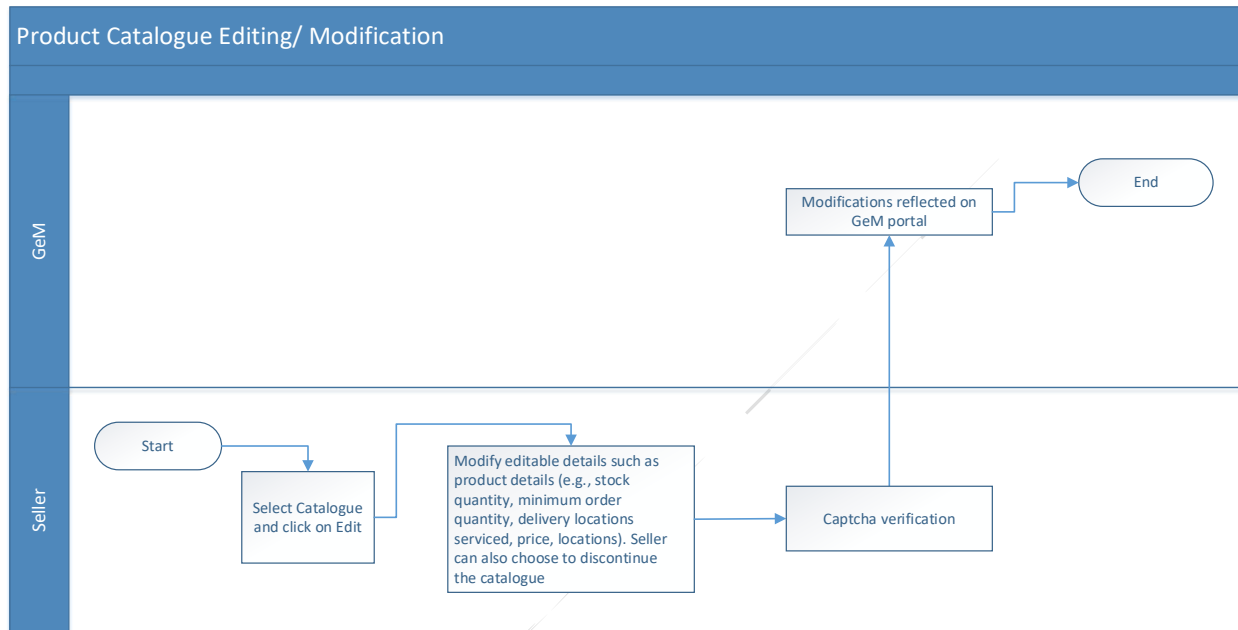 Product Catalogue Editing/ Modification
GeM
End
Modifications reflected on
GeM portal
Seller
Start
Select Catalogue
and click on Edit
Modify editable details such as
product details (e.g., stock
quantity, minimum order
quantity, delivery locations
serviced, price, locations). Seller
can also choose to discontinue
the catalogue
Captcha verification